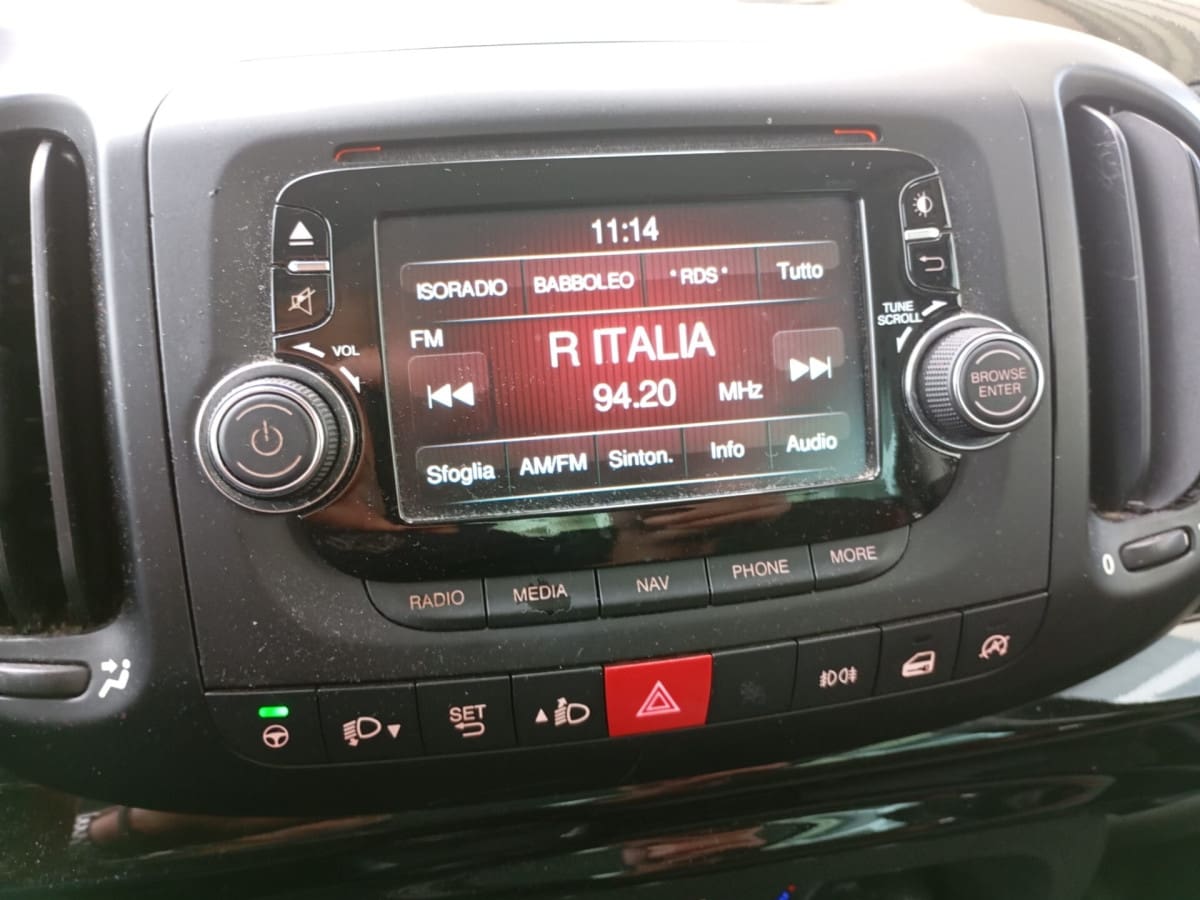 11:14
ISORADIO BABBOLEO °RDS° Tutto
FM
R ITALIA
94.20 MHz
Sfoglia AM/FM Sinton. Info Audio
VOL
TUNE
SCROLL
BROWSE
ENTER
RADIO MEDIA NAV PHONE MORE
0
SET